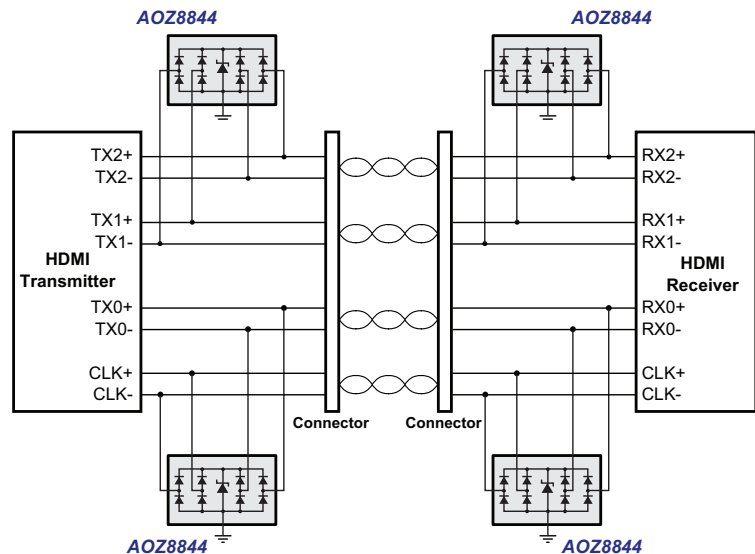 AOZ8844
AOZ8844
TX2+
TX2-
TX1+
TX1-
HDMI
Transmitter
TX0+
TX0-
CLK+
CLK-
RX2+
RX2-
RX1+
RX1-
HDMI
Receiver
RX0+
RX0-
CLK+
CLK-
Connector
Connector
AOZ8844
AOZ8844